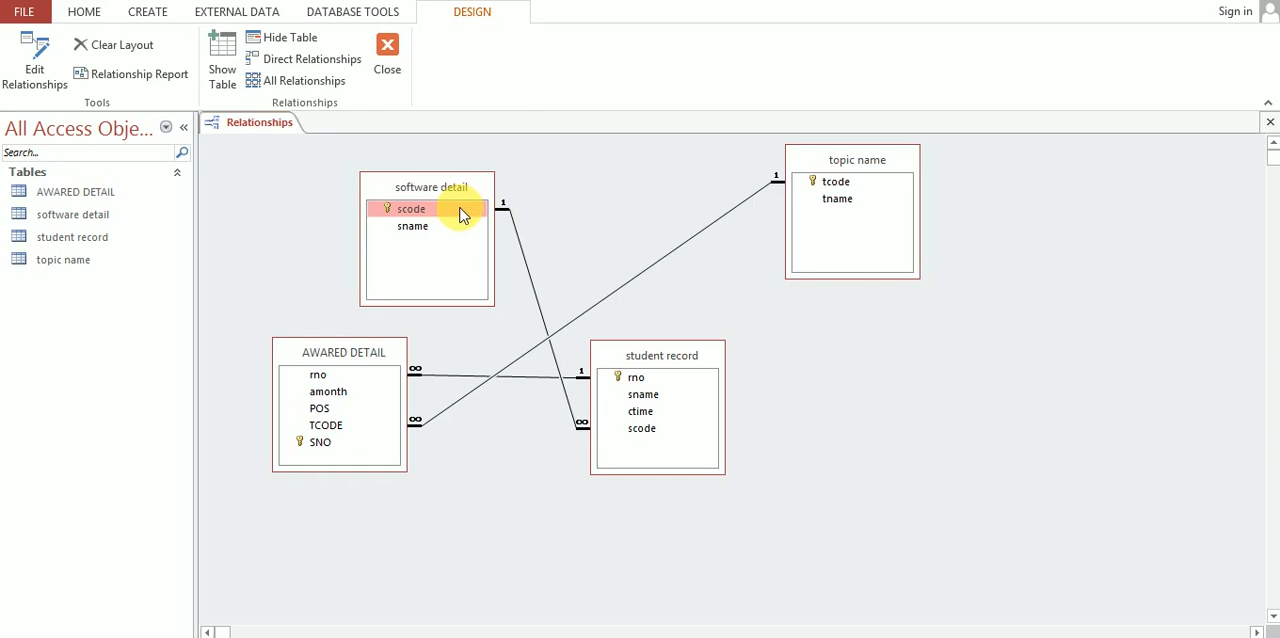 FILE HOME CREATE EXTERNAL DATA DATABASE TOOLS DESIGN Sign in
Edit
Relationships
Clear Layout
Relationship Report
Tools
Show
Table
Hide Table
Direct Relationships
All Relationships
Close
Relationships
All Access Obje...
Search...
Tables
AWARED DETAIL
software detail
student record
topic name
Relationships
software detail
scode
sname
1
topic name
tcode
tname
1
AWARED DETAIL
rno
amonth
POS
TCODE
SNO
∞
∞
student record
rno
sname
ctime
scode
1
∞